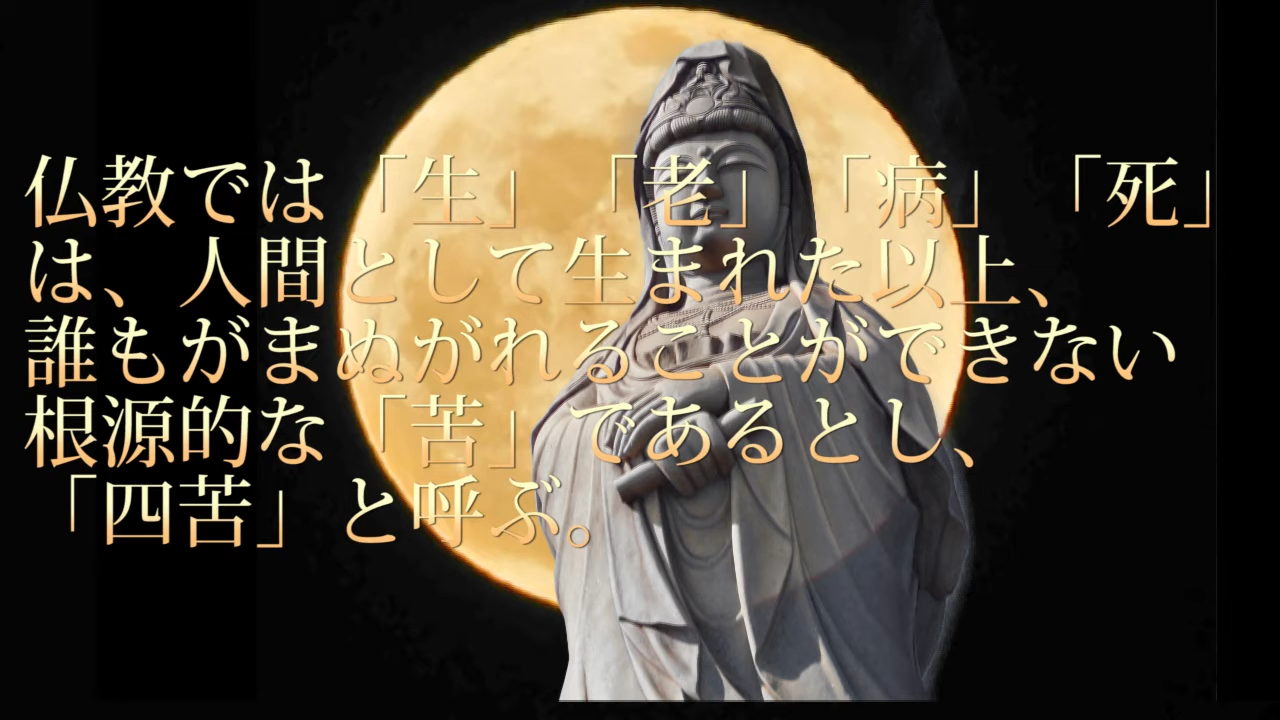 仏教では「生」「老」「病」「死」
は、人間として生まれた以上、
誰もがまぬがれることができない
根源的な「苦」であるとし、
「四苦」と呼ぶ。